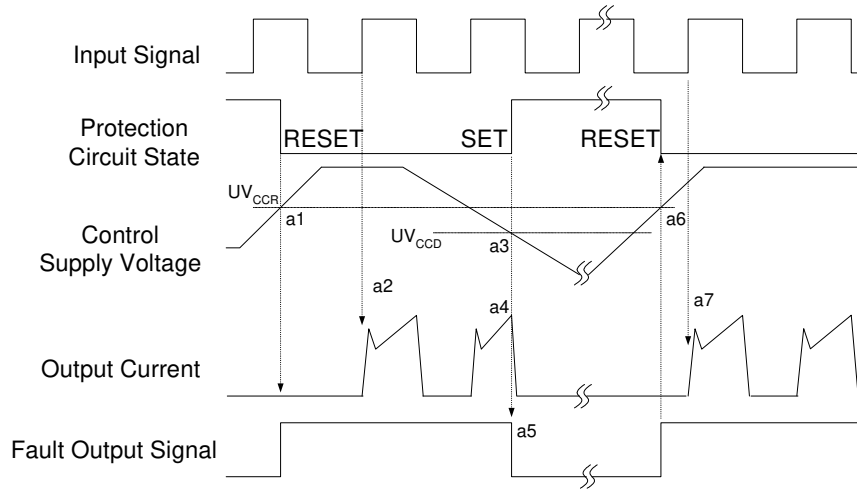 Input Signal
Protection
Circuit State
RESET
SET
RESET
UVCCR
a1
a6
Control
Supply Voltage
UVCCD
a3
a2
a4
a7
Output Current
a5
Fault Output Signal